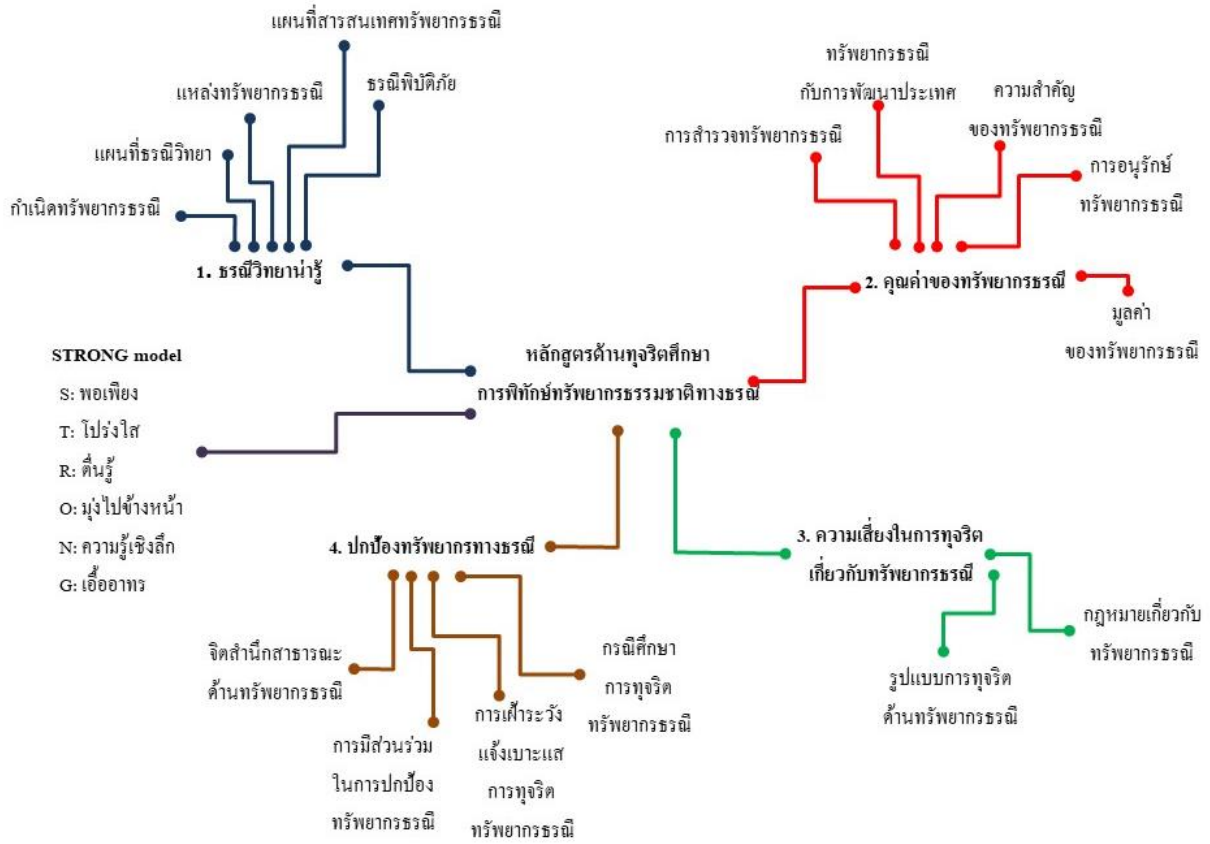 แผนที่สารสนเทศทรัพยากรธรณี
แหล่งทรัพยากรธรณี
ธรณีพิบัติภัย
แผนที่ธรณีวิทยา
กำเนิดทรัพยากรธรณี
1. ธรณีวิทยาน่ารู้
ทรัพยากรธรณี
กับการพัฒนาประเทศ
ความสำคัญ
ของทรัพยากรธรณี
การสำรวจทรัพยากรธรณี
การอนุรักษ์
ทรัพยากรธรณี
2. คุณค่าของทรัพยากรธรณี
มูลค่า
ของทรัพยากรธรณี
หลักสูตรต้านทุจริตศึกษา
การพิทักษ์ทรัพยากรธรรมชาติทางธรณี
STRONG model
S: พอเพียง
T: โปร่งใส
R: ตื่นรู้
O: มุ่งไปข้างหน้า
N: ความรู้เชิงลึก
G: เอื้ออาทร
3. ความเสี่ยงในการทุจริต
เกี่ยวกับทรัพยากรธรณี
กฎหมายเกี่ยวกับ
ทรัพยากรธรณี
รูปแบบการทุจริต
ด้านทรัพยากรธรณี
4. ปกป้องทรัพยากรทางธรณี
จิตสำนึกสาธารณะ
ด้านทรัพยากรธรณี
การมีส่วนร่วม
ในการปกป้อง
ทรัพยากรธรณี
การเฝ้าระวัง
แจ้งเบาะแส
การทุจริต
ทรัพยากรธรณี
กรณีศึกษา
การทุจริต
ทรัพยากรธรณี